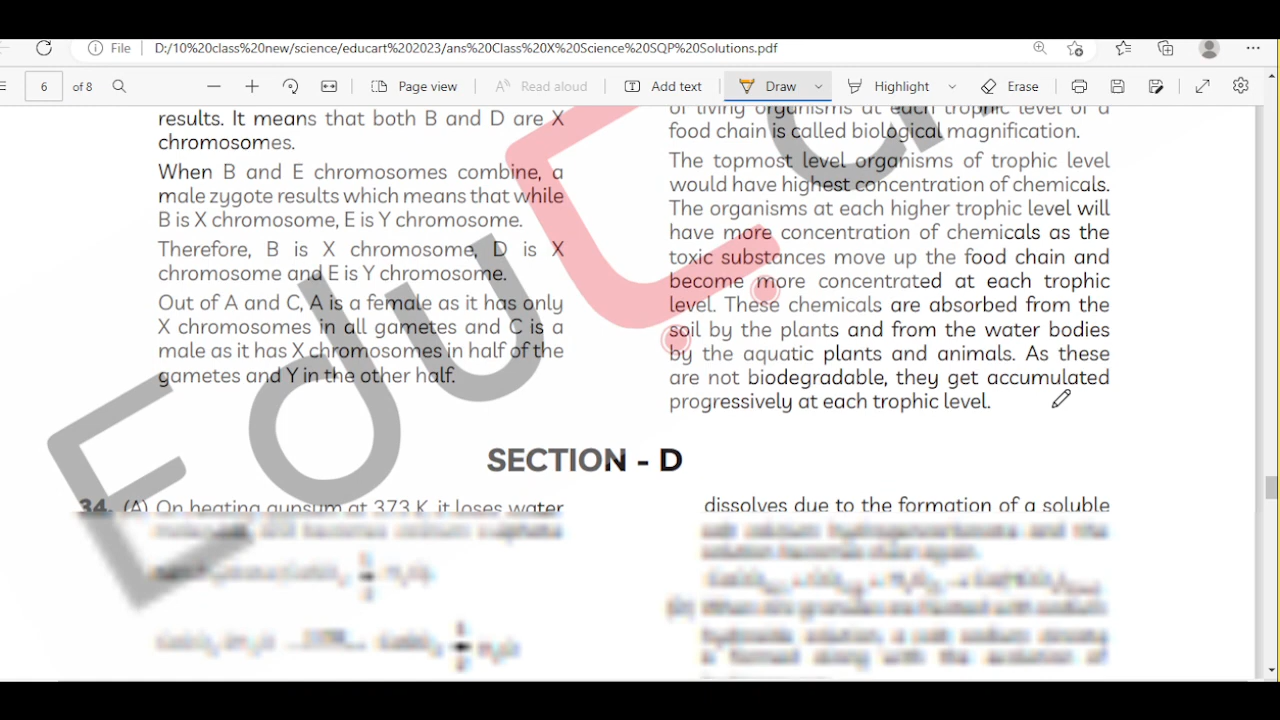 File
D:/10%20class%20new/science/educart%202023/ans%20Class%20X%20Science%20SQP%20Solutions.pdf
6 of 8
Page view
Read aloud
Add text
Draw
Highlight
Erase
results. It means that both B and D are X
chromosomes.
When B and E chromosomes combine, a
male zygote results which means that while
B is X chromosome, E is Y chromosome.
Therefore, B is X chromosome, D is X
chromosome and E is Y chromosome.
Out of A and C, A is a female as it has only
X chromosomes in all gametes and C is a
male as it has X chromosomes in half of the
gametes and Y in the other half.
of living organisms at each trophic level of a
food chain is called biological magnification.
The topmost level organisms of trophic level
would have highest concentration of chemicals.
The organisms at each higher trophic level will
have more concentration of chemicals as the
toxic substances move up the food chain and
become more concentrated at each trophic
level. These chemicals are absorbed from the
soil by the plants and from the water bodies
by the aquatic plants and animals. As these
are not biodegradable, they get accumulated
progressively at each trophic level.
SECTION - D
34. (A) On heating gypsum at 373 K, it loses water
dissolves due to the formation of a soluble